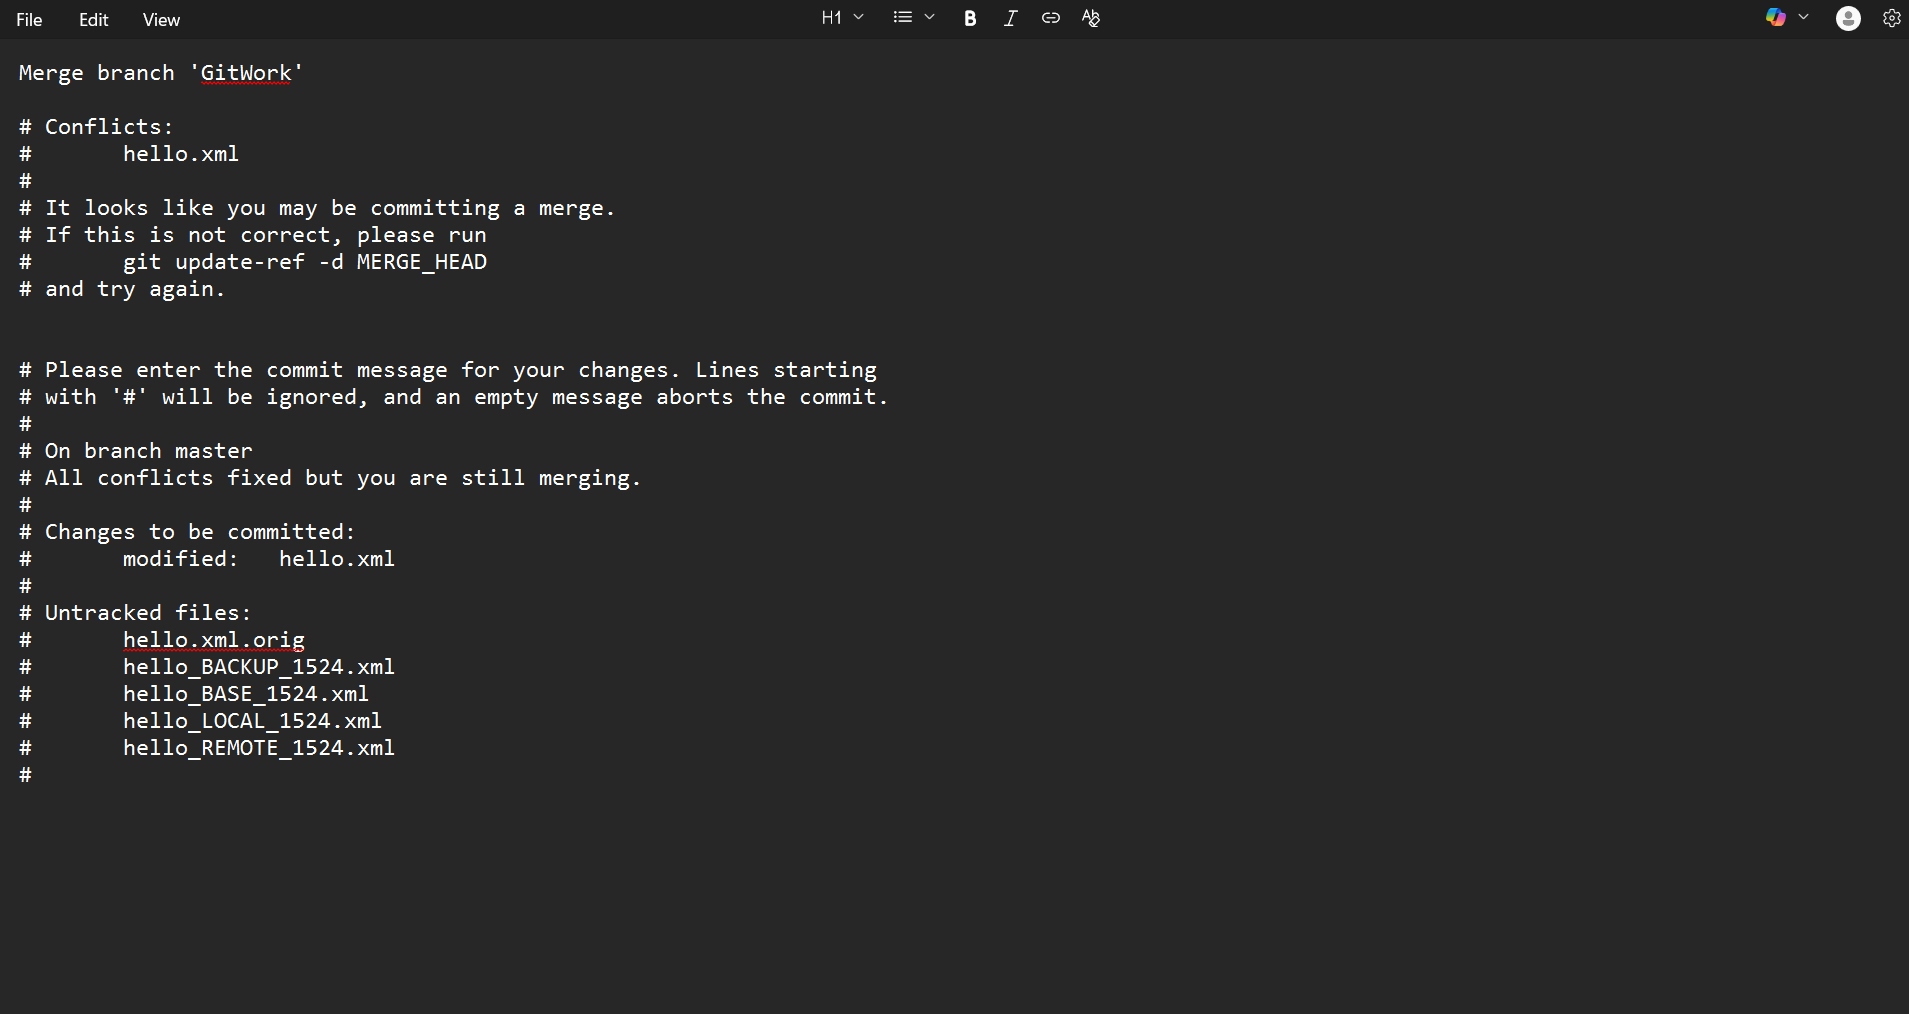 File Edit View H1
Merge branch 'GitWork'
# Conflicts:
#       hello.xml
#
# It looks like you may be committing a merge.
# If this is not correct, please run
#       git update-ref -d MERGE_HEAD
# and try again.
# Please enter the commit message for your changes. Lines starting
# with '#' will be ignored, and an empty message aborts the commit.
#
# On branch master
# All conflicts fixed but you are still merging.
#
# Changes to be committed:
#       modified:   hello.xml
#
# Untracked files:
#       hello.xml.orig
#       hello_BACKUP_1524.xml
#       hello_BASE_1524.xml
#       hello_LOCAL_1524.xml
#       hello_REMOTE_1524.xml
#